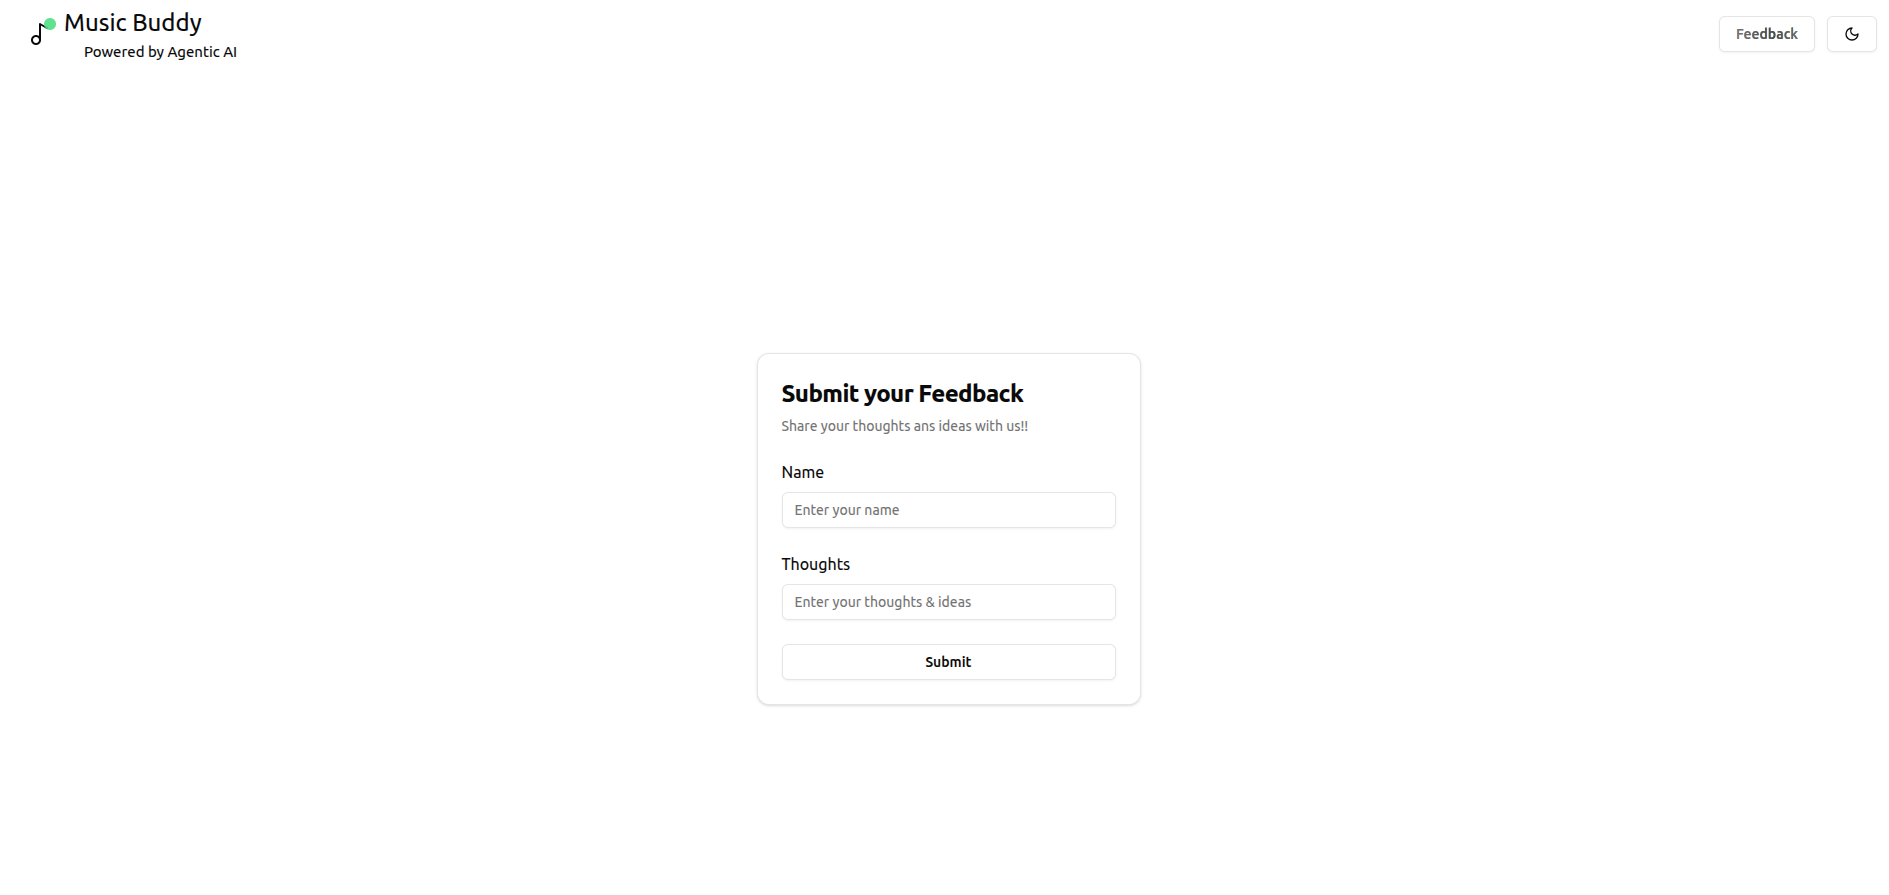 Music Buddy
Powered by Agentic AI
Feedback
Submit your Feedback
Share your thoughts ans ideas with us!!
Name
Enter your name
Thoughts
Enter your thoughts & ideas
Submit